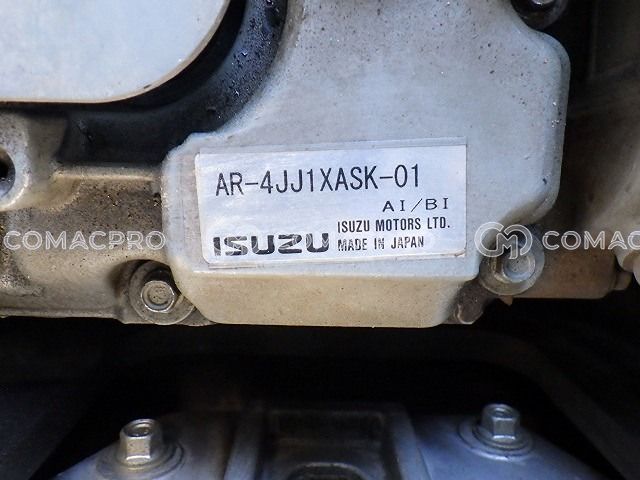 AR-4JJ1XASK-01
AI/BI
ISUZU ISUZU MOTORS LTD.
MADE IN JAPAN
COMACPRO
COMAC